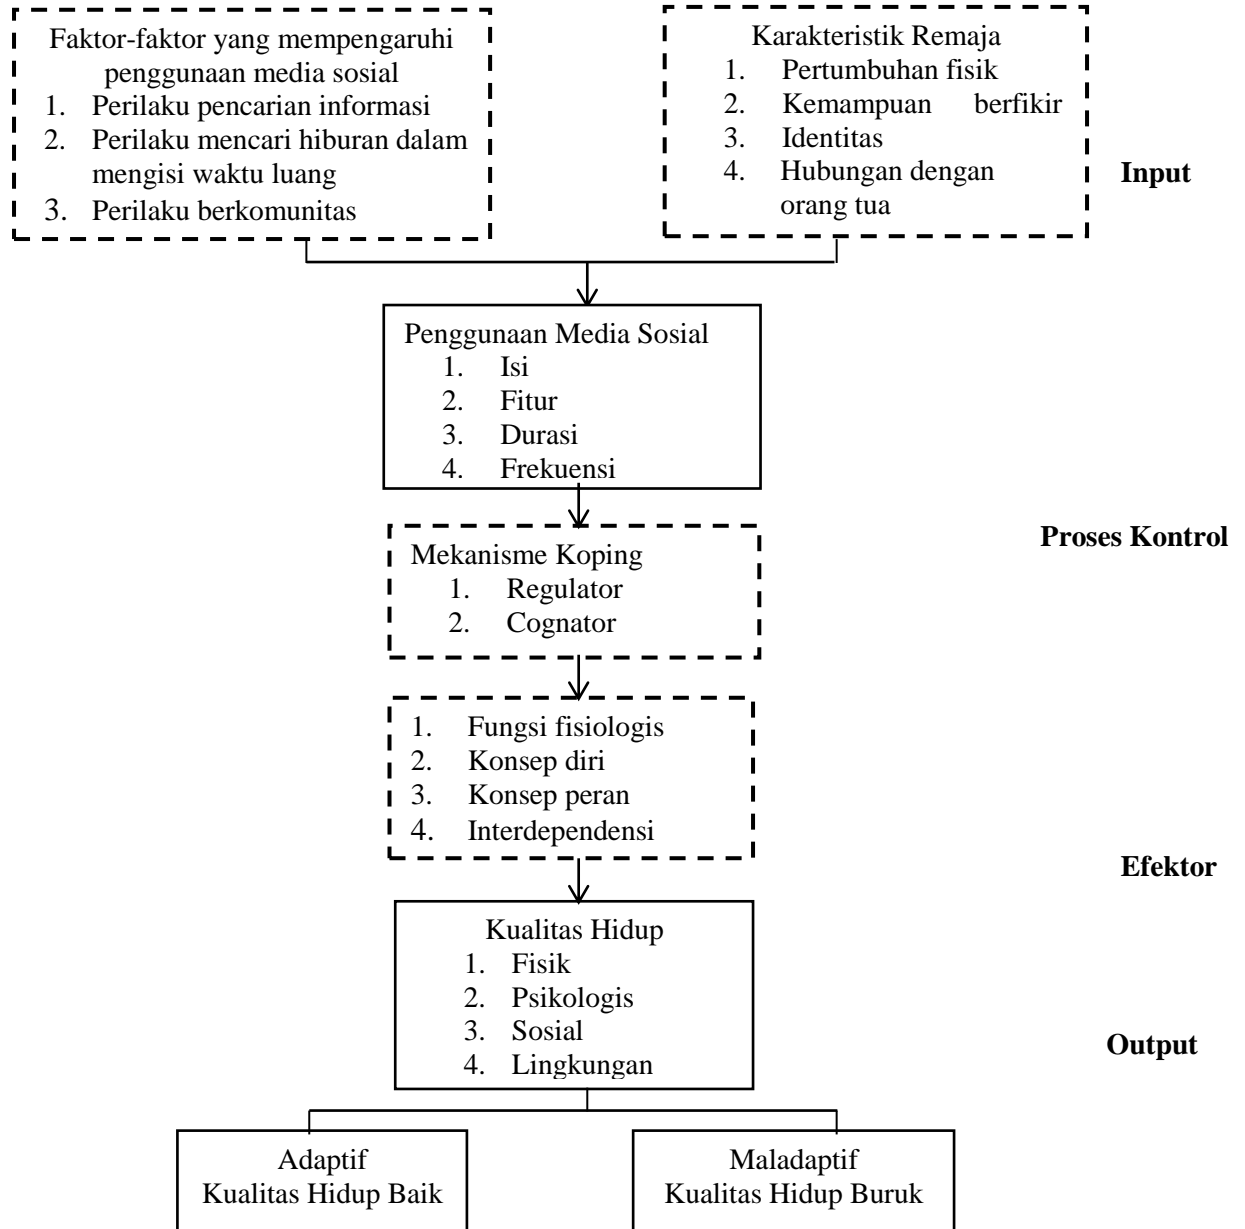 Faktor-faktor yang mempengaruhi
penggunaan media sosial
1. Perilaku pencarian informasi
2. Perilaku mencari hiburan dalam
mengisi waktu luang
3. Perilaku berkomunitas
Karakteristik Remaja
1. Pertumbuhan fisik
2. Kemampuan berfikir
3. Identitas
4. Hubungan dengan
orang tua
Input
Penggunaan Media Sosial
1. Isi
2. Fitur
3. Durasi
4. Frekuensi
Proses Kontrol
Mekanisme Koping
1. Regulator
2. Cognator
1. Fungsi fisiologis
2. Konsep diri
3. Konsep peran
4. Interdependensi
Efektor
Kualitas Hidup
1. Fisik
2. Psikologis
3. Sosial
4. Lingkungan
Output
Adaptif
Kualitas Hidup Baik
Maladaptif
Kualitas Hidup Buruk